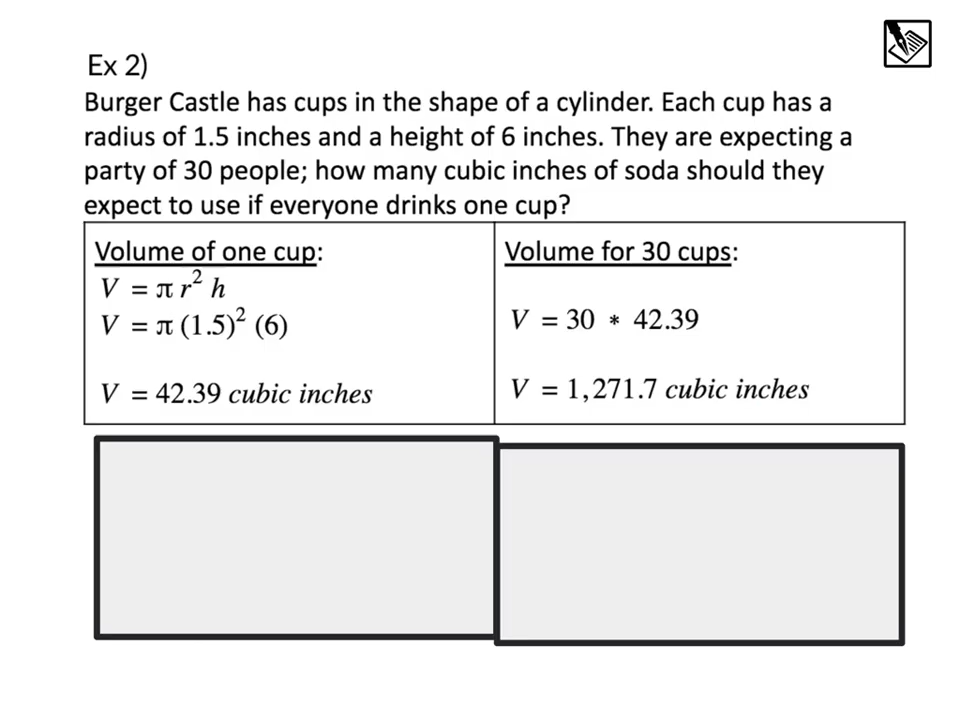 Ex 2)
Burger Castle has cups in the shape of a cylinder. Each cup has a
radius of 1.5 inches and a height of 6 inches. They are expecting a
party of 30 people; how many cubic inches of soda should they
expect to use if everyone drinks one cup?
Volume of one cup:
V = π r² h
V = π (1.5)² (6)
V = 42.39 cubic inches
Volume for 30 cups:
V = 30 * 42.39
V = 1,271.7 cubic inches